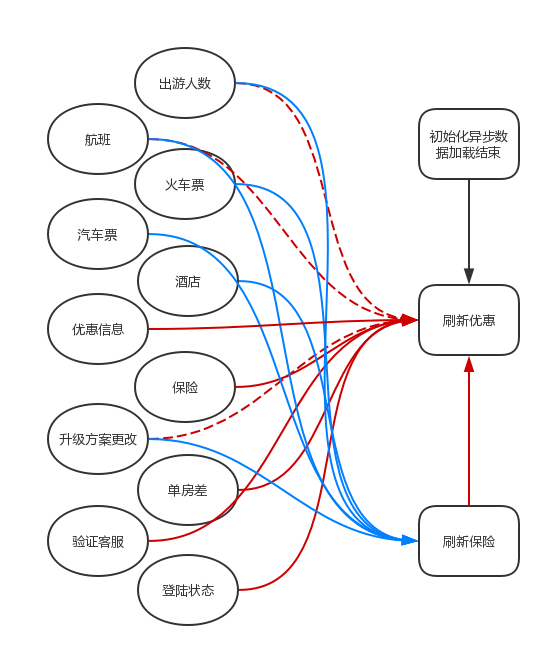 出游人数
航班
初始化异步数
据加载结束
火车票
汽车票
酒店
优惠信息
刷新优惠
保险
升级方案更改
单房差
验证客服
刷新保险
登陆状态